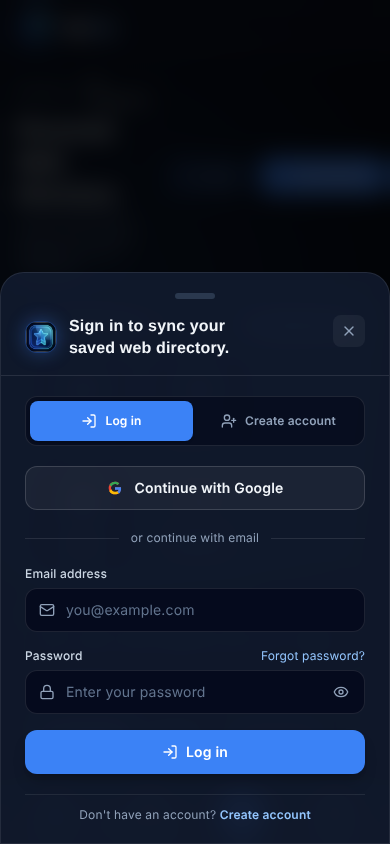 Sign in to sync your
saved web directory.
Log in
Create account
Continue with Google
or continue with email
Email address
you@example.com
Password
Forgot password?
Enter your password
Log in
Don't have an account? Create account